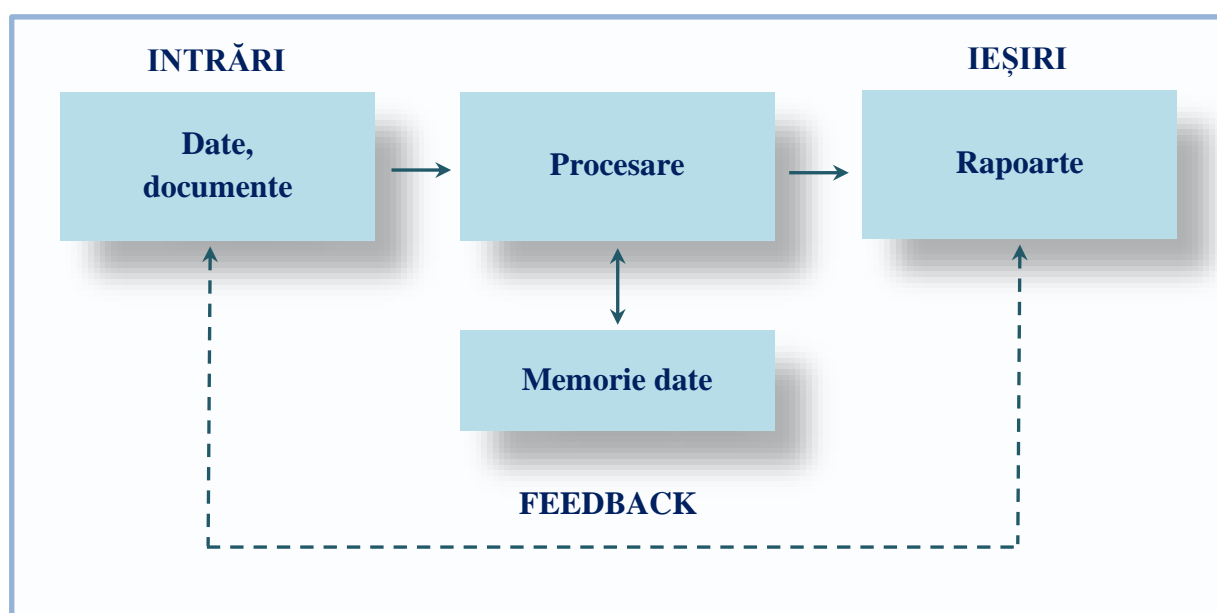 INTRĂRI
IEȘIRI
Date,
documente
Procesare
Rapoarte
Memorie date
FEEDBACK